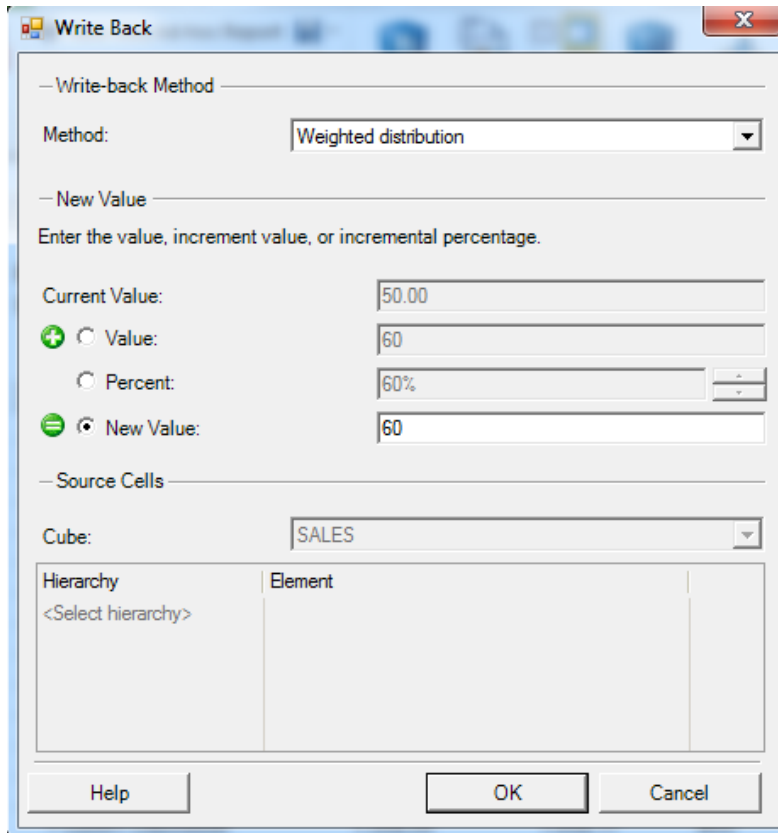 Write Back
Write-back Method
Method: Weighted distribution
New Value
Enter the value, increment value, or incremental percentage.
Current Value: 50.00
Value: 60
Percent: 60%
New Value: 60
Source Cells
Cube: SALES
Hierarchy Element
<Select hierarchy>
Help OK Cancel